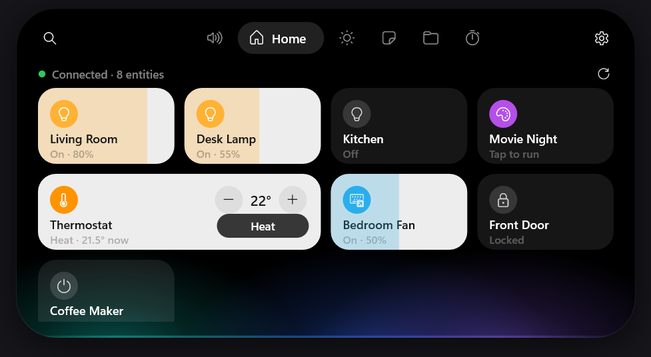 Home
Connected · 8 entities
Living Room
On · 80%
Desk Lamp
On · 55%
Kitchen
Off
Movie Night
Tap to run
Thermostat
Heat · 21.5° now
22°
Heat
Bedroom Fan
On · 50%
Front Door
Locked
Coffee Maker